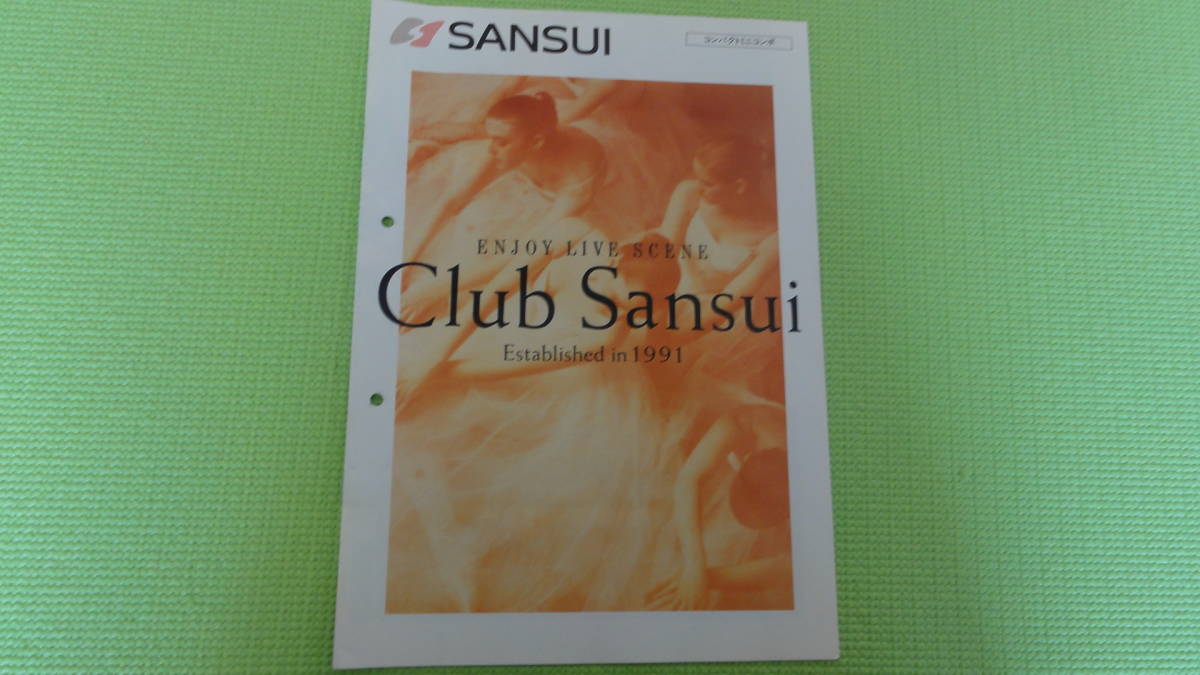 SANSUI
コンパクトミニコンポ
ENJOY LIVE SCENE
Club Sansui
Established in 1991